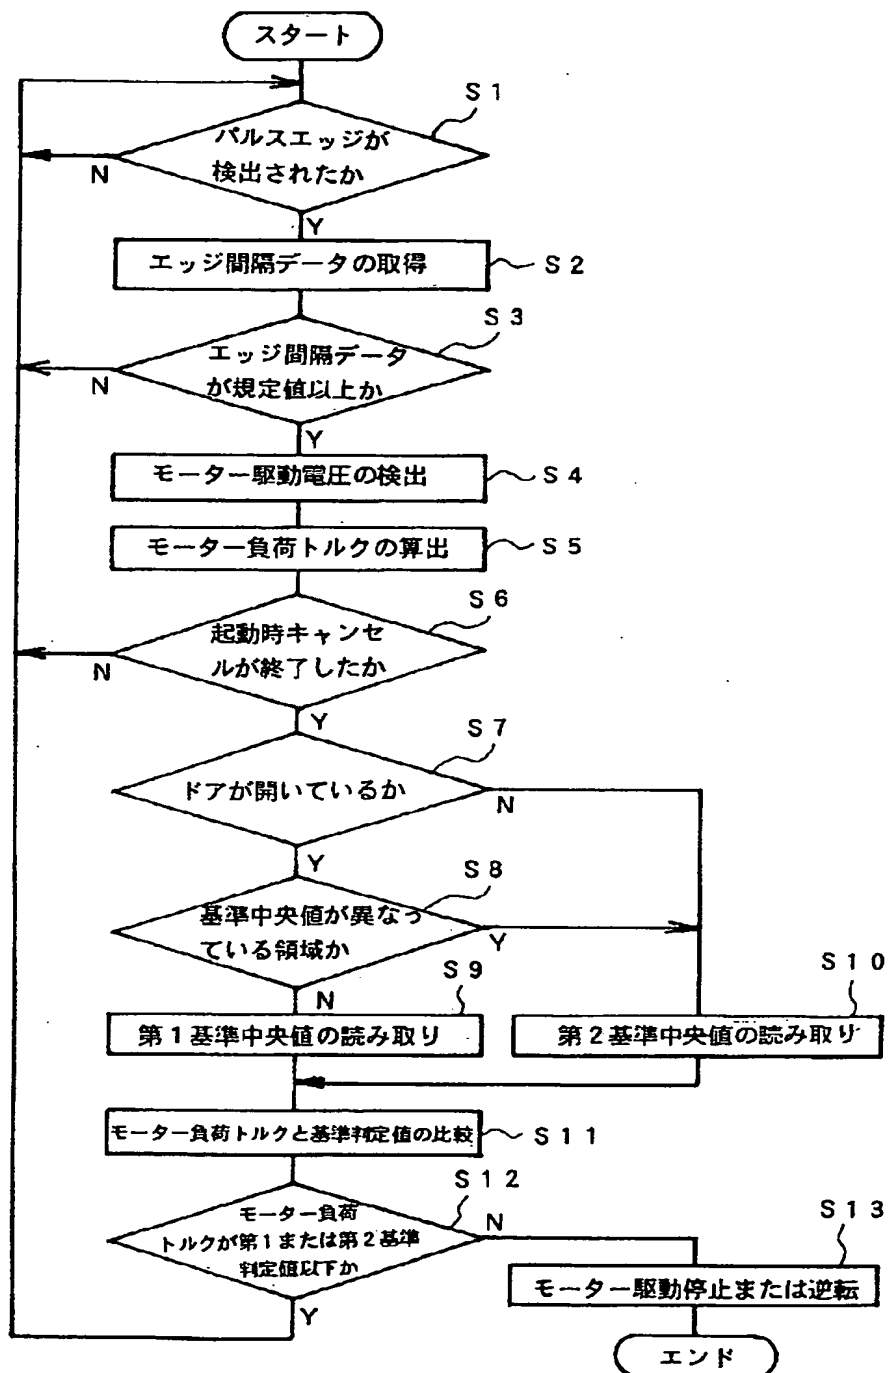 スタート
S1
パルスエッジが
検出されたか
N
Y
エッジ間隔データの取得
S2
S3
エッジ間隔データ
が規定値以上か
N
Y
モーター駆動電圧の検出
S4
モーター負荷トルクの算出
S5
S6
起動時キャンセ
ルが終了したか
N
Y
S7
ドアが開いているか
N
Y
S8
基準中央値が異なっ
ている領域か
Y
N
S9
第1基準中央値の読み取り
S10
第2基準中央値の読み取り
モーター負荷トルクと基準判定値の比較
S11
S12
モーター負荷
トルクが第1または第2基準
判定値以下か
N
Y
S13
モーター駆動停止または逆転
エンド